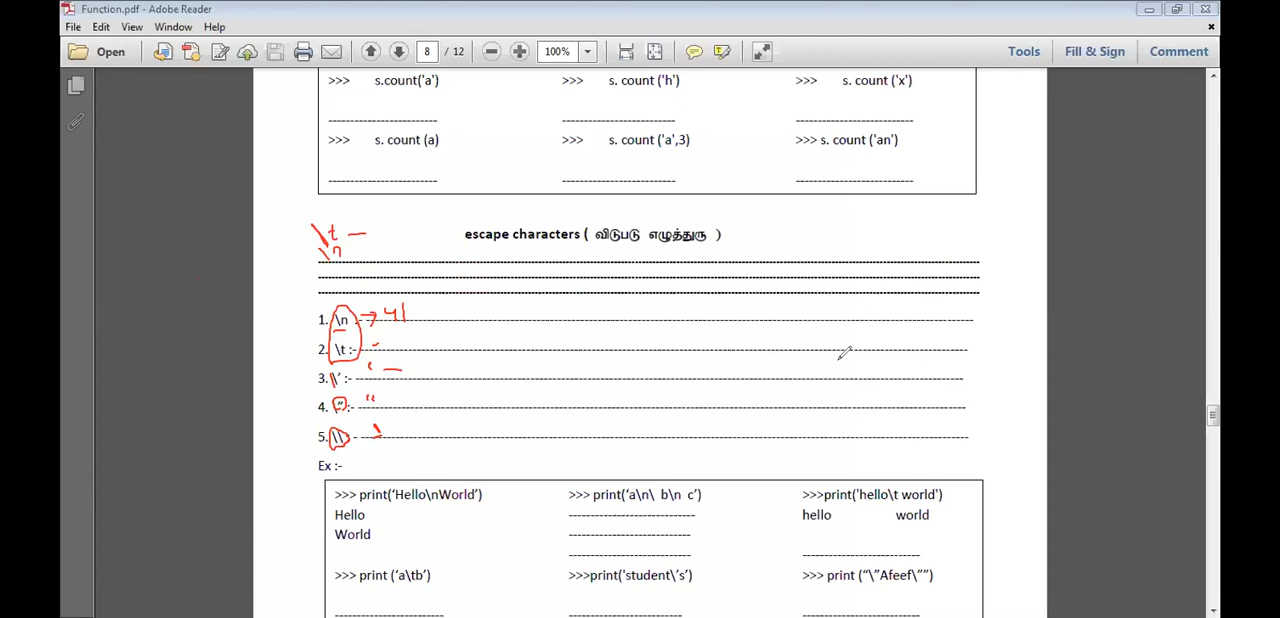 Function.pdf - Adobe Reader
File Edit View Window Help
Open 8 / 12 100% Tools Fill & Sign Comment
>>> s.count('a') >>> s. count ('h') >>> s. count ('x')
>>> s. count (a) >>> s. count ('a',3) >>> s. count ('an')
\t —
\n
escape characters ( விடுபடு எழுத்துரு )
1. \n →
2. \t :-
3. \' :- ‘
4. ” :- “
5. \\ - \
Ex :-
>>> print(‘Hello\nWorld’) >>> print(‘a\n\ b\n c’) >>>print('hello\t world')
Hello hello world
World
>>> print (‘a\tb’) >>>print('student\’s’) >>> print (“\”Afeef\””)